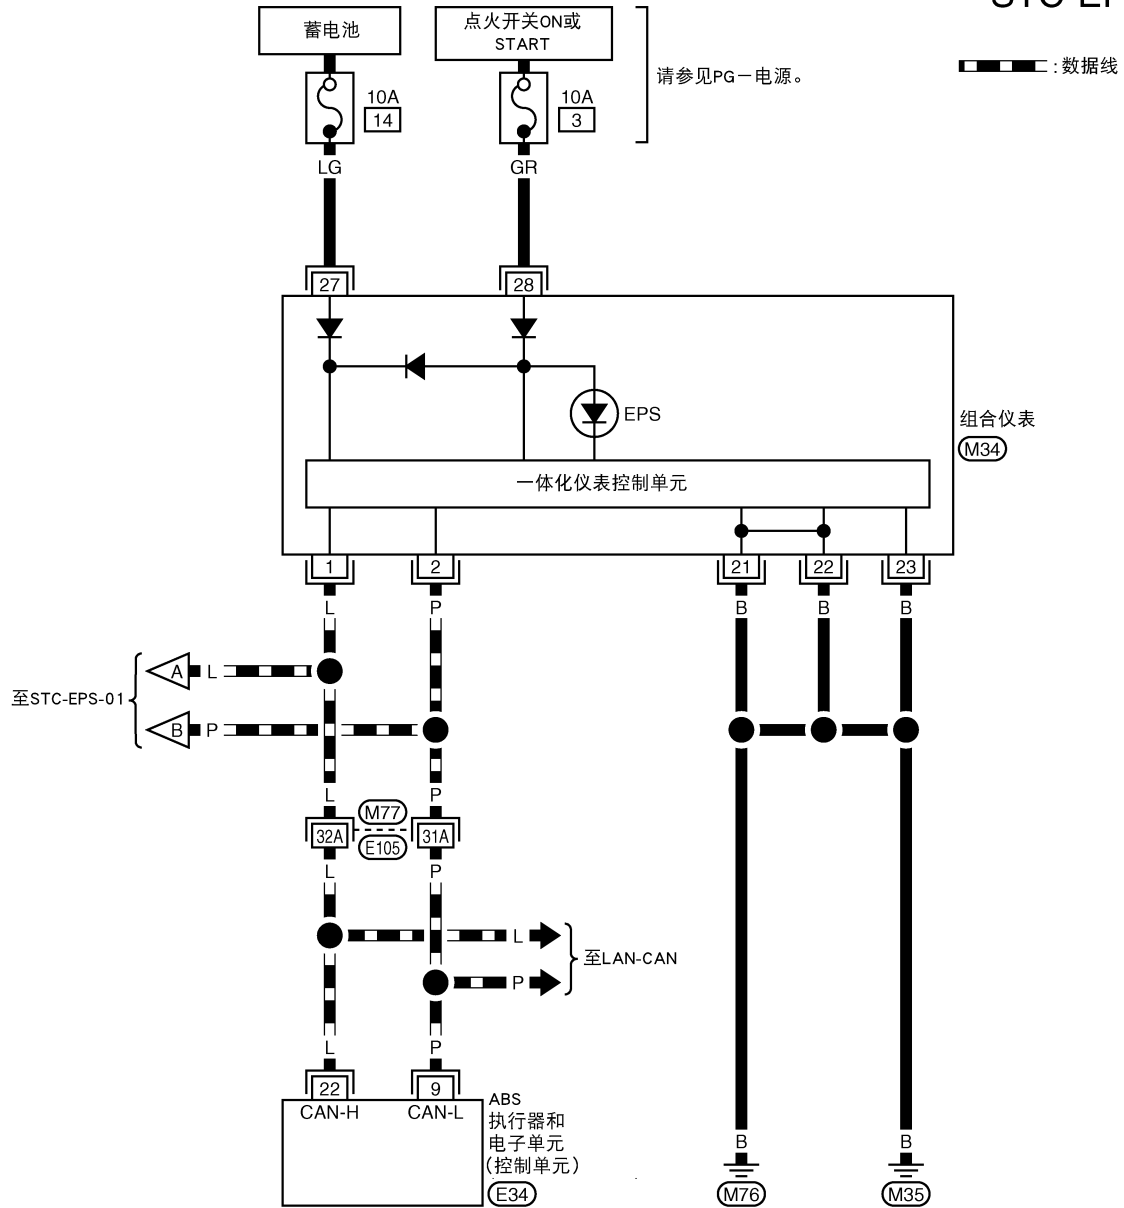 蓄电池
点火开关ON或
START
请参见PG－电源。
:数据线
10A
14
10A
3
LG
GR
27
28
EPS
组合仪表
M34
一体化仪表控制单元
1
2
21
22
23
L
P
B
B
B
A
L
至STC-EPS-01
B
P
L
P
M77
32A
31A
E105
L
P
L
至LAN-CAN
P
L
P
22
9
CAN-H
CAN-L
ABS
执行器和
电子单元
(控制单元)
E34
B
B
M76
M35